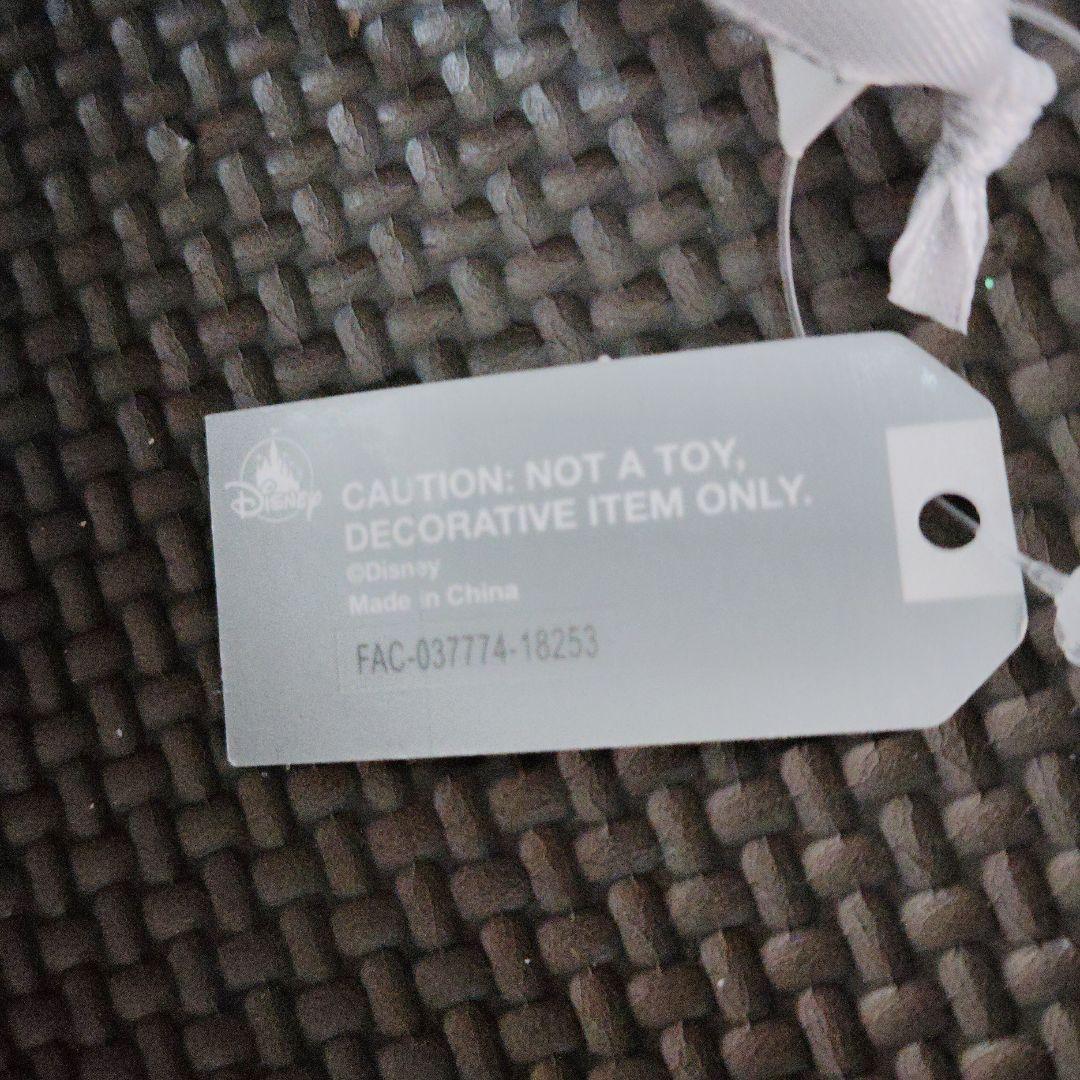 Disney
CAUTION: NOT A TOY,
DECORATIVE ITEM ONLY.
©Disney
Made in China
FAC-037774-18253